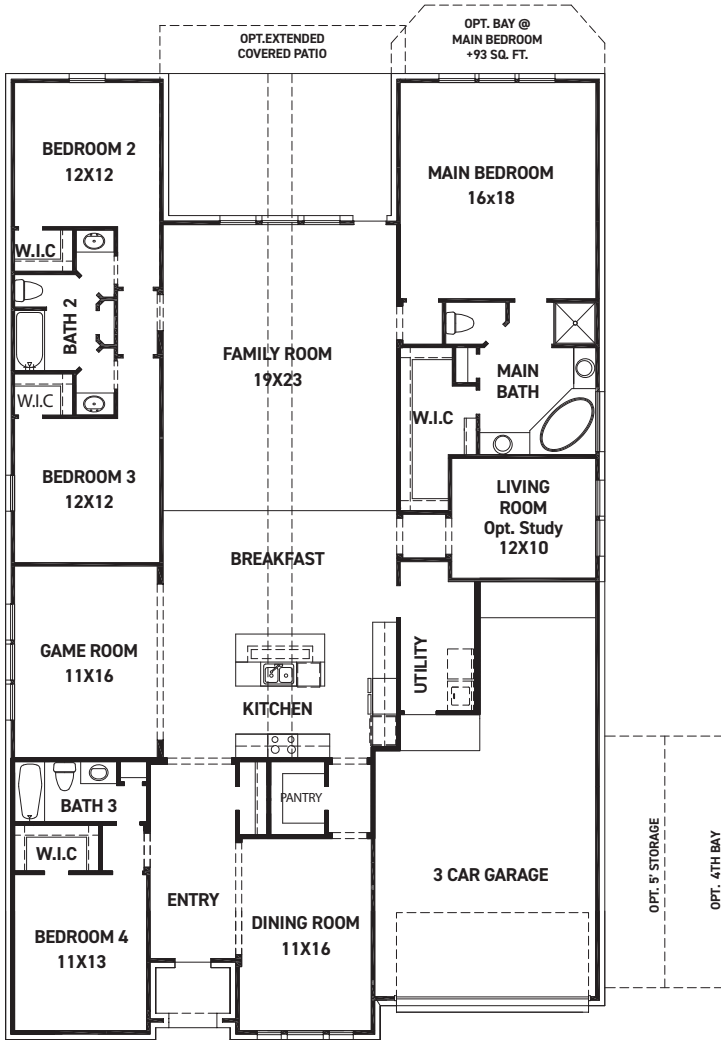 OPT.EXTENDED
COVERED PATIO
OPT. BAY @
MAIN BEDROOM
+93 SQ. FT.
BEDROOM 2
12X12
MAIN BEDROOM
16x18
W.I.C
BATH 2
FAMILY ROOM
19X23
MAIN
BATH
W.I.C
W.I.C
BEDROOM 3
12X12
LIVING
ROOM
Opt. Study
12X10
BREAKFAST
GAME ROOM
11X16
UTILITY
KITCHEN
PANTRY
BATH 3
W.I.C
3 CAR GARAGE
OPT. 5' STORAGE
OPT. 4TH BAY
ENTRY
DINING ROOM
11X16
BEDROOM 4
11X13